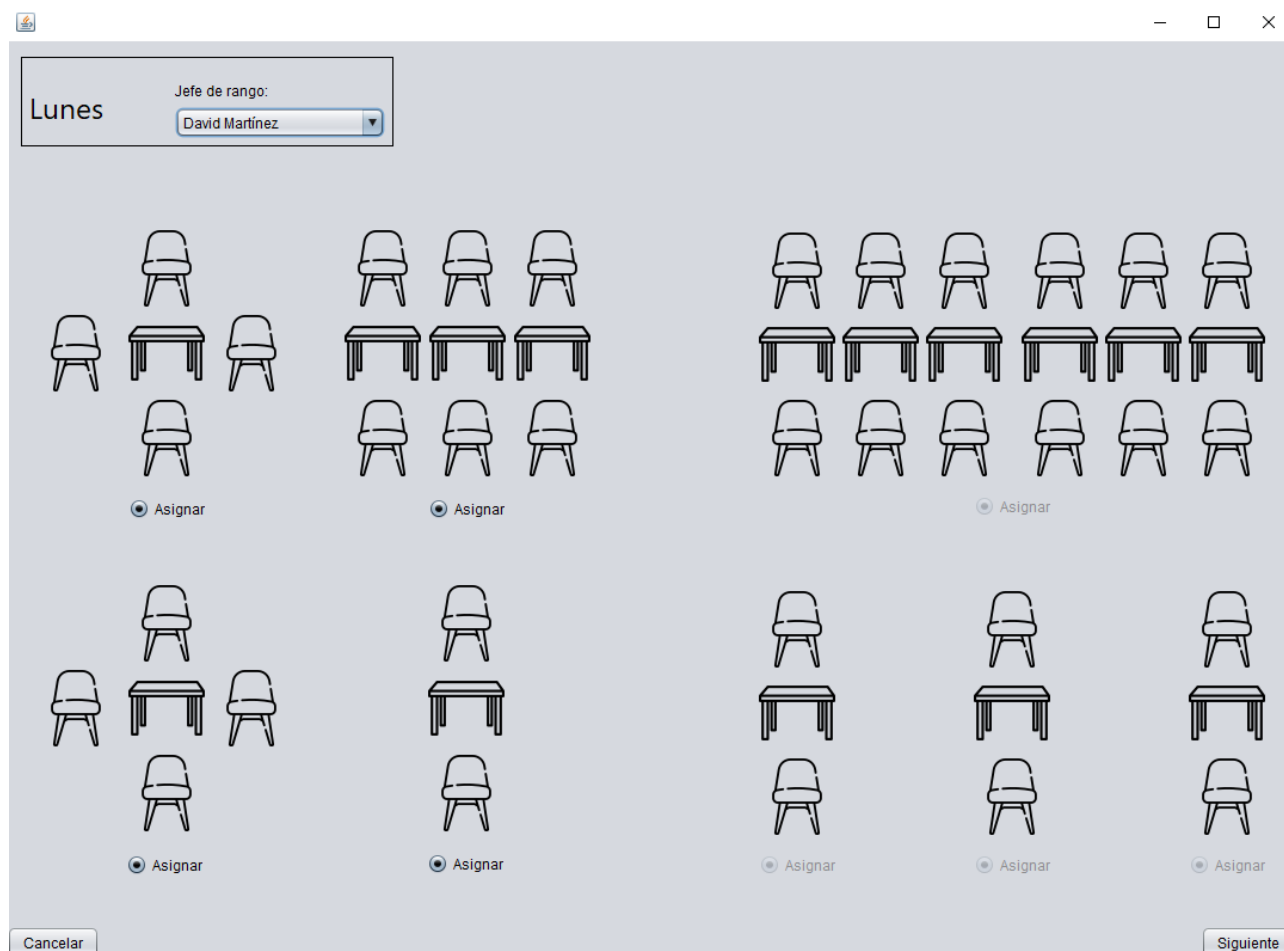 Lunes
Jefe de rango:
David Martínez
Asignar
Asignar
Asignar
Asignar
Asignar
Asignar
Asignar
Asignar
Cancelar
Siguiente